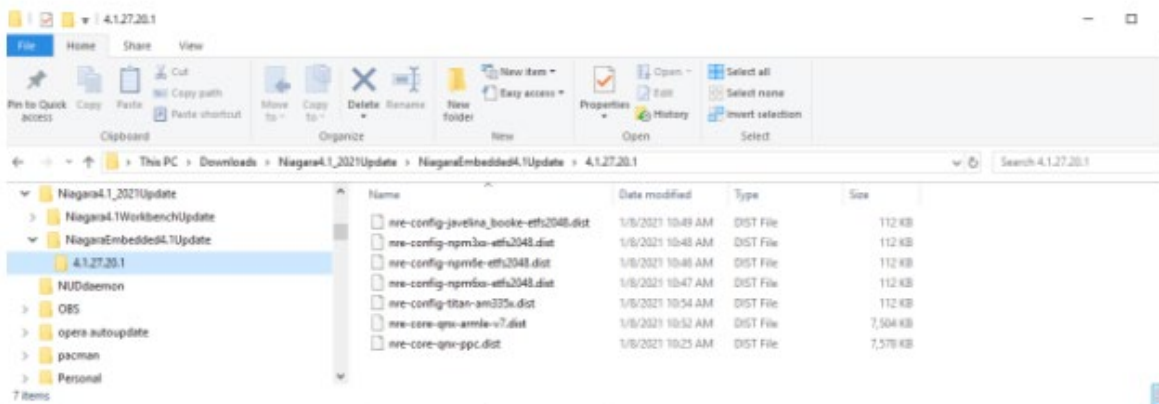 4.1.27.20.1
File Home Share View
Pin to Quick access
Copy
Paste
Cut
Copy path
Paste shortcut
Move to
Copy to
Delete
Rename
New folder
New item
Easy access
Properties
Open
Edit
History
Select all
Select none
Invert selection
Clipboard Organize New Open Select
This PC > Downloads > Niagara4.1_2021Update > NiagaraEmbedded4.1Update > 4.1.27.20.1
Search 4.1.27.20.1
Niagara4.1_2021Update
Niagara4.1WorkbenchUpdate
NiagaraEmbedded4.1Update
4.1.27.20.1
NUDdaemon
OBS
opera autoupdate
pacman
Personal
Name Date modified Type Size
nre-config-javelina_booke-etfs2048.dist 1/8/2021 10:49 AM DIST File 112 KB
nre-config-npm3xx-etfs2048.dist 1/8/2021 10:48 AM DIST File 112 KB
nre-config-npm6e-etfs2048.dist 1/8/2021 10:46 AM DIST File 112 KB
nre-config-npm6xx-etfs2048.dist 1/8/2021 10:47 AM DIST File 112 KB
nre-config-titan-am335x.dist 1/8/2021 10:54 AM DIST File 112 KB
nre-core-qnx-armle-v7.dist 1/8/2021 10:52 AM DIST File 7,504 KB
nre-core-qnx-ppc.dist 1/8/2021 10:25 AM DIST File 7,578 KB
7 items